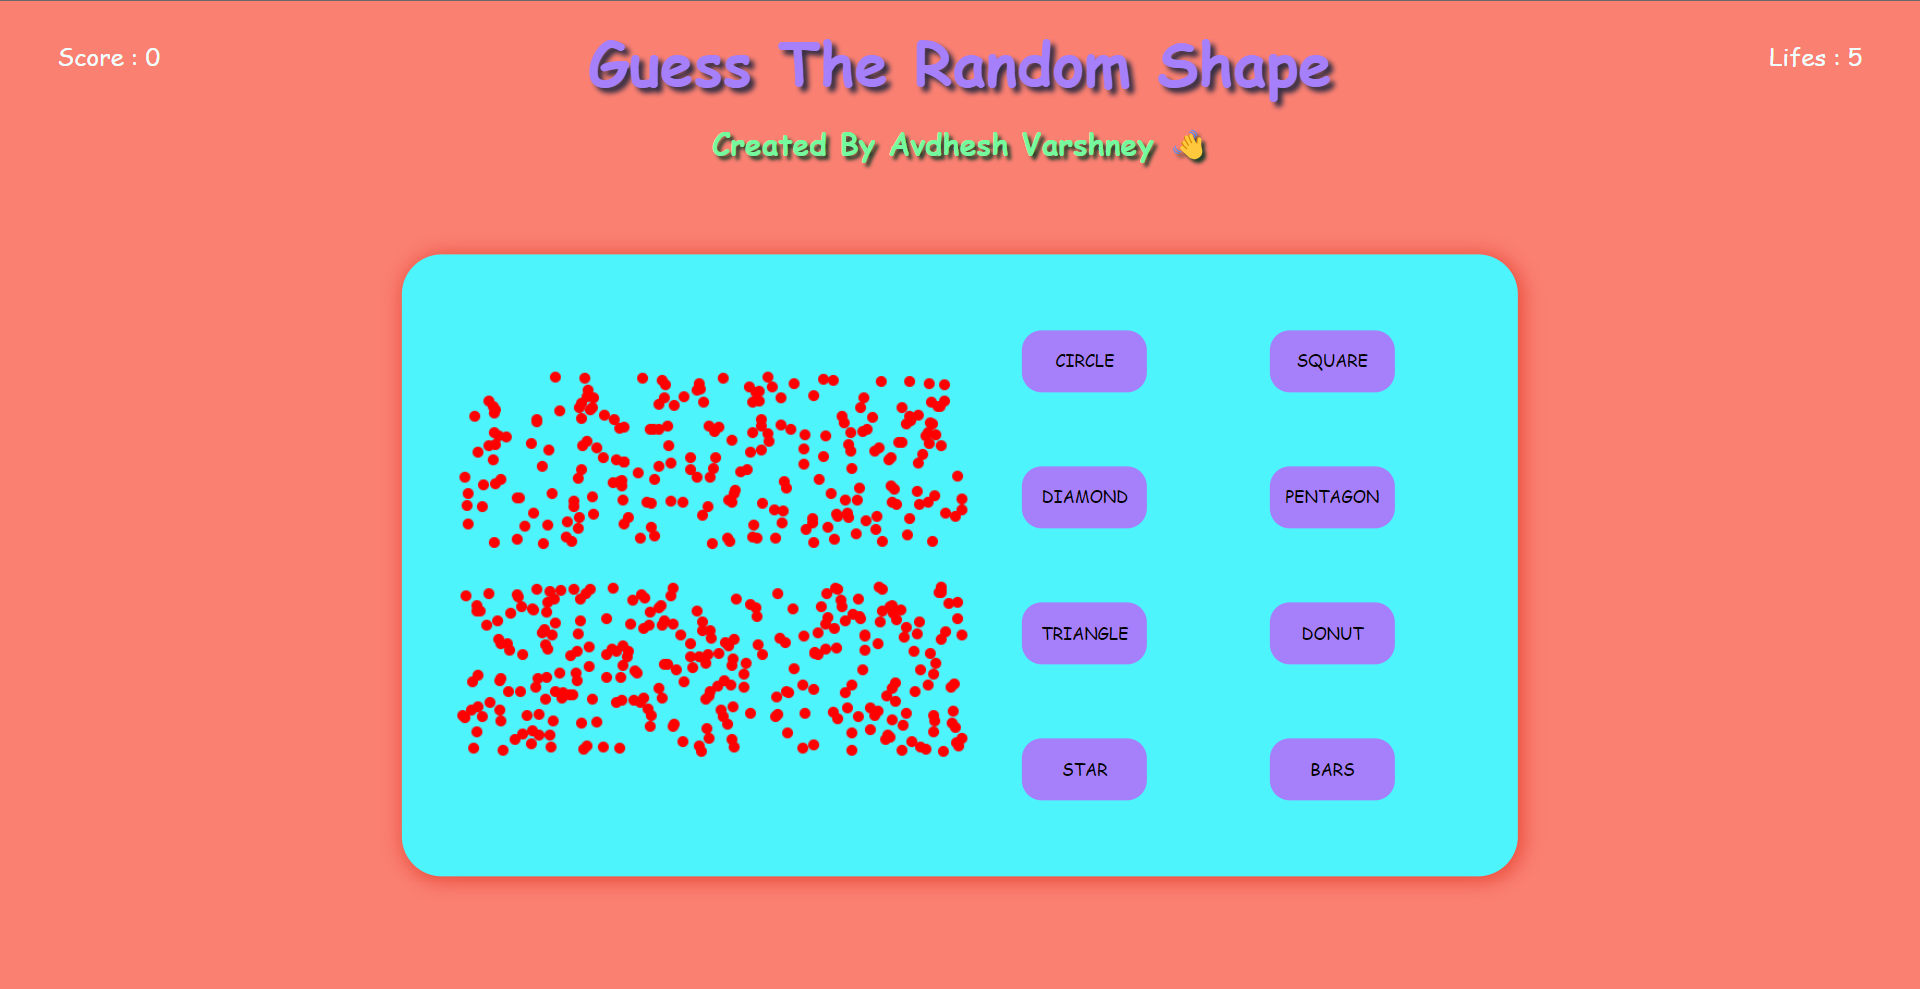 Score : 0
Guess The Random Shape
Lifes : 5
Created By Avdhesh Varshney 👋
CIRCLE
SQUARE
DIAMOND
PENTAGON
TRIANGLE
DONUT
STAR
BARS